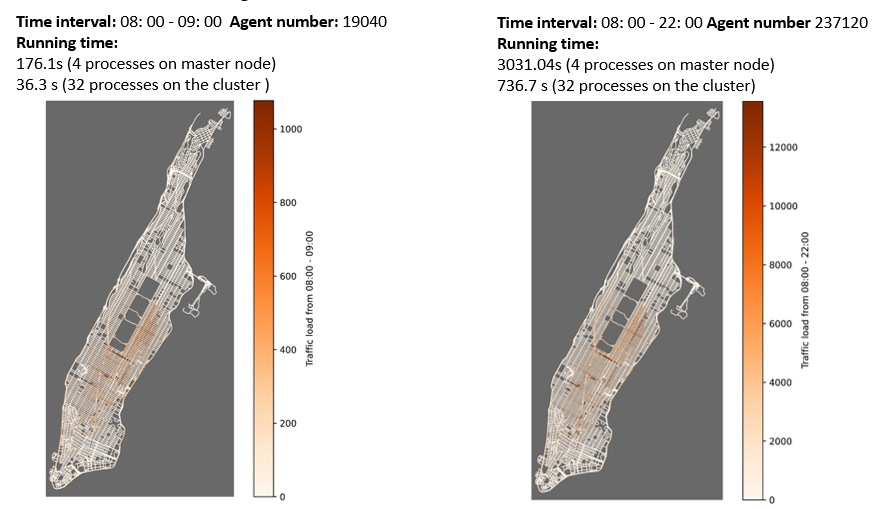 Time interval: 08: 00 - 09: 00 Agent number: 19040
Running time:
176.1s (4 processes on master node)
36.3 s (32 processes on the cluster )
1000
800
600
400
200
0
Traffic load from 08:00 - 09:00
Time interval: 08: 00 - 22: 00 Agent number 237120
Running time:
3031.04s (4 processes on master node)
736.7 s (32 processes on the cluster)
12000
10000
8000
6000
4000
2000
0
Traffic load from 08:00 - 22:00